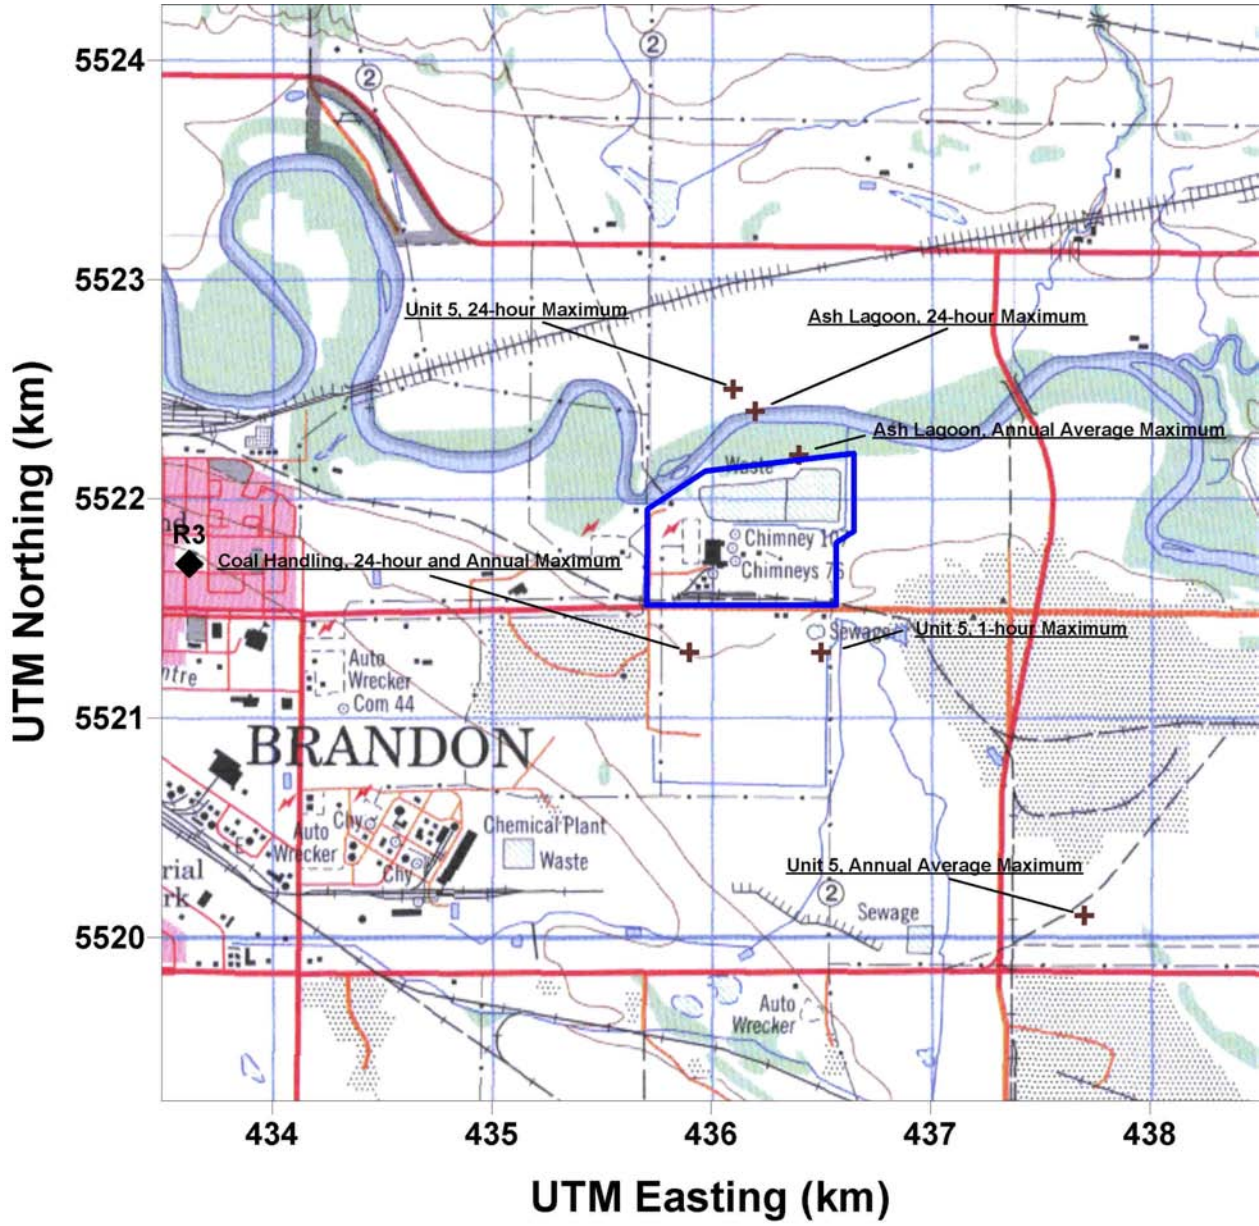 5524
2
2
5523
Unit 5, 24-hour Maximum
Ash Lagoon, 24-hour Maximum
Ash Lagoon, Annual Average Maximum
Waste
5522
R3
Chimney 107
Coal Handling, 24-hour and Annual Maximum
Chimneys 76
Sewage
Unit 5, 1-hour Maximum
Auto
Wrecker
Com 44
ntre
5521
BRANDON
Chy
Auto
Wrecker
Chy
Chemical Plant
Waste
Unit 5, Annual Average Maximum
rial
rk
2
Sewage
5520
Auto
Wrecker
434
435
436
437
438
UTM Easting (km)
UTM Northing (km)